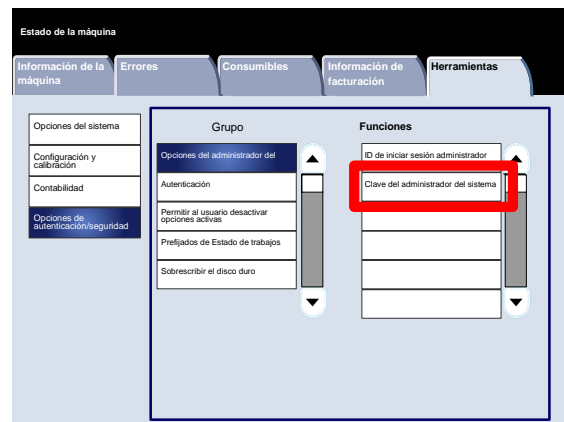 Estado de la máquina
Información de la
máquina
Errores
Consumibles
Información de
facturación
Herramientas
Opciones del sistema
Configuración y
calibración
Contabilidad
Opciones de
autenticación/seguridad
Grupo
Opciones del administrador del
Autenticación
Permitir al usuario desactivar
opciones activas
Prefijados de Estado de trabajos
Sobrescribir el disco duro
Funciones
ID de iniciar sesión administrador
Clave del administrador del sistema